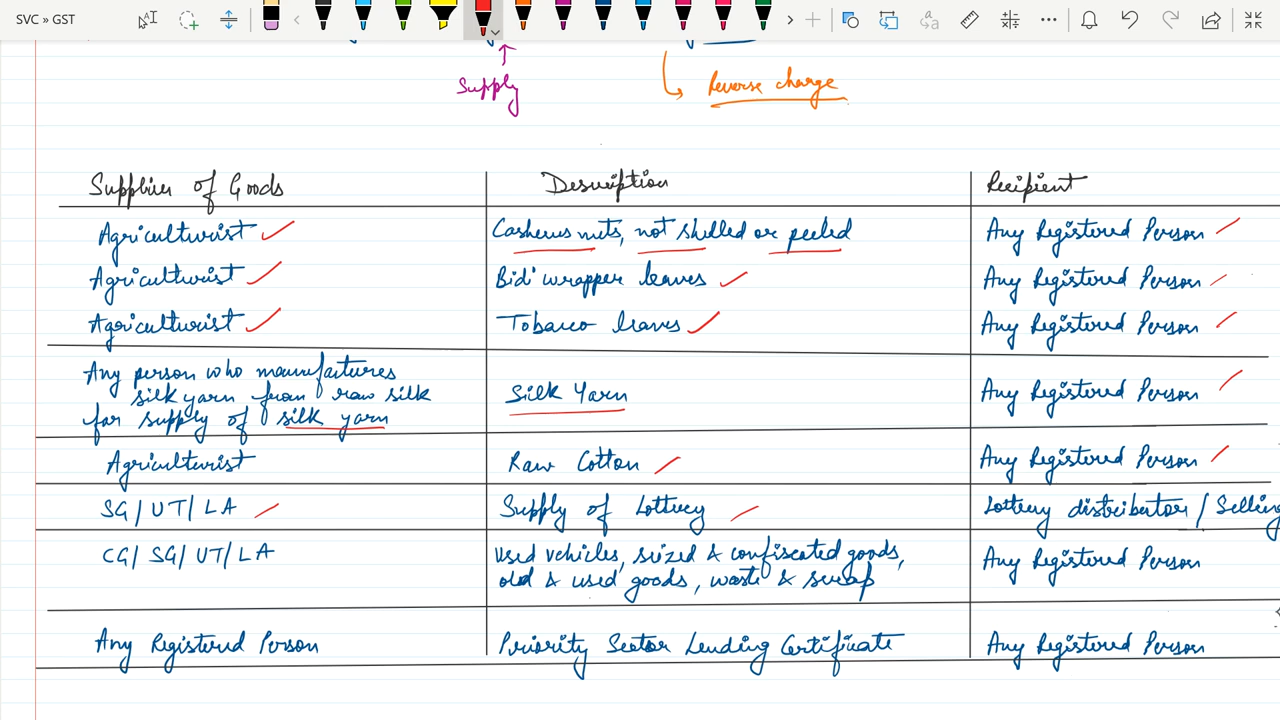 SVC » GST
Supply
Reverse charge
Supplier of Goods Description Recipient
Agriculturist Cashews nuts, not shelled or peeled Any Registered Person
Agriculturist Bidi wrapper leaves Any Registered Person
Agriculturist Tobacco leaves Any Registered Person
Any person who manufactures
silk yarn from raw silk Silk Yarn Any Registered Person
for supply of silk yarn
Agriculturist Raw Cotton Any Registered Person
SG/ UT/ LA Supply of Lottery Lottery distributor / Selling
CG/ SG/ UT/ LA Used vehicles, sized & confiscated goods, Any Registered Person
old & used goods, waste & scrap
Any Registered Person Priority Sector Lending Certificate Any Registered Person